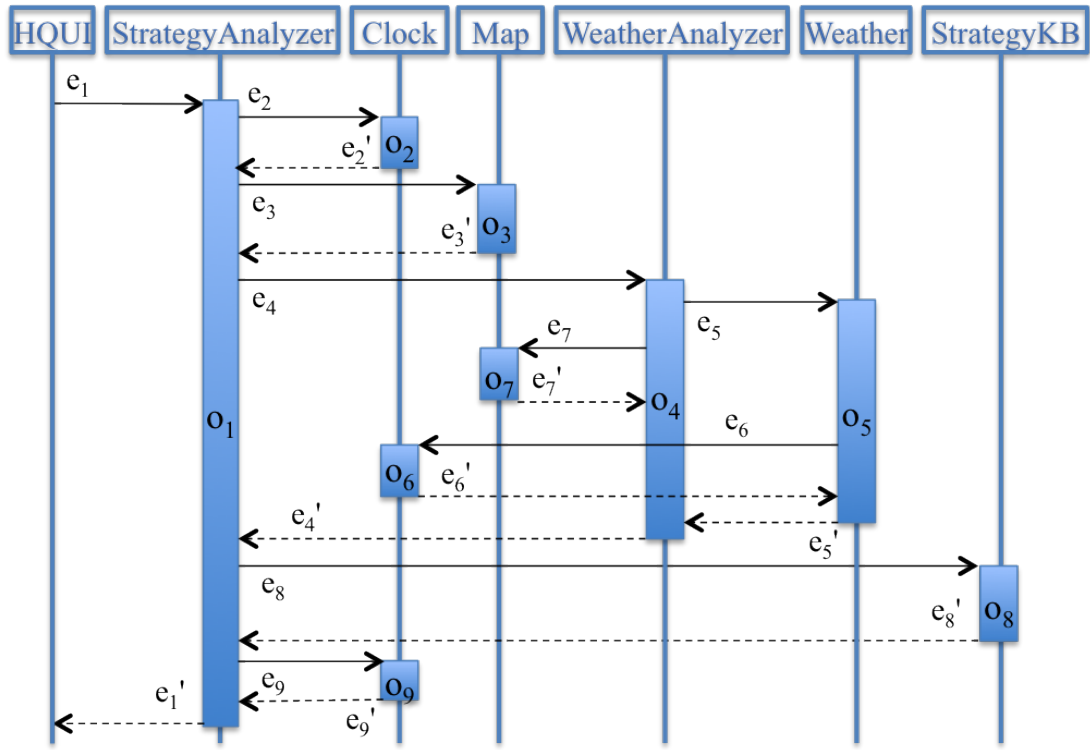 HQUI StrategyAnalyzer Clock Map WeatherAnalyzer Weather StrategyKB
e₁
e₂
o₂
e₂'
e₃
o₃
e₃'
e₄
e₅
e₇
o₇
e₇'
o₄
o₅
o₁
e₆
o₆
e₆'
e₄'
e₅'
e₈
o₈
e₈'
e₉
o₉
e₁'
e₉'